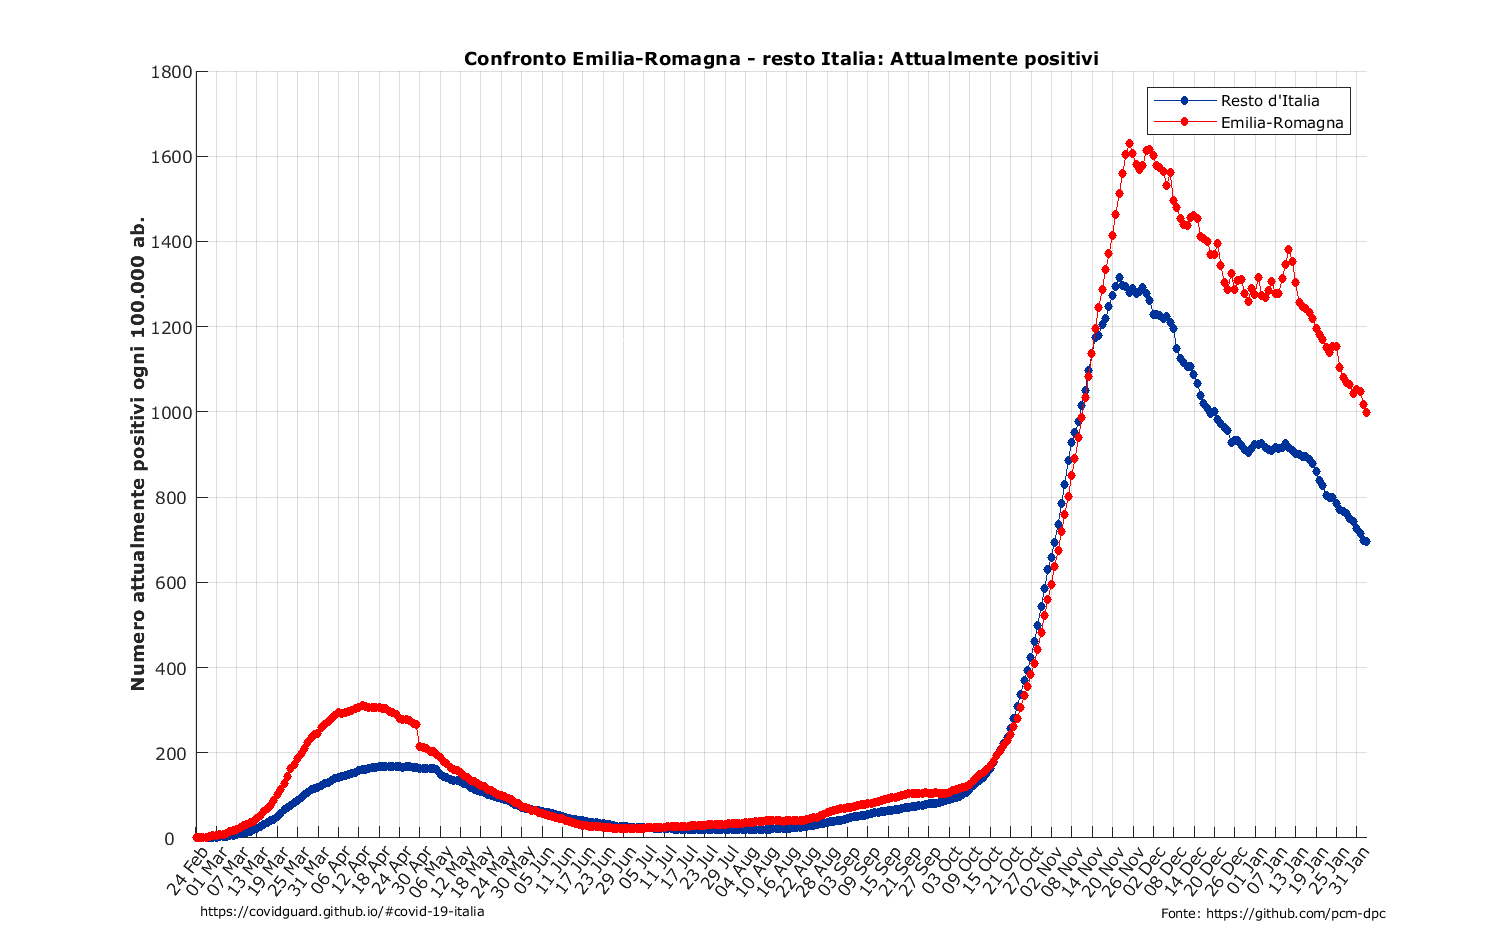 Confronto Emilia-Romagna - resto Italia: Attualmente positivi
Resto d'Italia
Emilia-Romagna
Numero attualmente positivi ogni 100.000 ab.
1800
1600
1400
1200
1000
800
600
400
200
0
24 Feb
01 Mar
07 Mar
13 Mar
19 Mar
25 Mar
31 Mar
06 Apr
12 Apr
18 Apr
24 Apr
30 Apr
06 May
12 May
18 May
24 May
30 May
05 Jun
11 Jun
17 Jun
23 Jun
29 Jun
05 Jul
11 Jul
17 Jul
23 Jul
29 Jul
04 Aug
10 Aug
16 Aug
22 Aug
28 Aug
03 Sep
09 Sep
15 Sep
21 Sep
27 Sep
03 Oct
09 Oct
15 Oct
21 Oct
27 Oct
02 Nov
08 Nov
14 Nov
20 Nov
26 Nov
02 Dec
08 Dec
14 Dec
20 Dec
26 Dec
01 Jan
07 Jan
13 Jan
19 Jan
25 Jan
31 Jan
https://covidguard.github.io/#covid-19-italia
Fonte: https://github.com/pcm-dpc